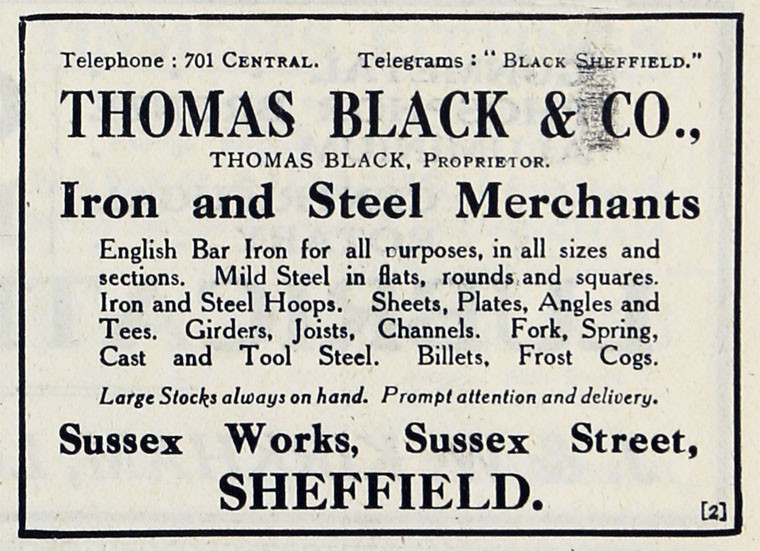 Telephone : 701 CENTRAL. Telegrams : "BLACK SHEFFIELD."
THOMAS BLACK & CO.,
THOMAS BLACK, PROPRIETOR.
Iron and Steel Merchants
English Bar Iron for all purposes, in all sizes and
sections. Mild Steel in flats, rounds and squares.
Iron and Steel Hoops. Sheets, Plates, Angles and
Tees. Girders, Joists, Channels. Fork, Spring,
Cast and Tool Steel. Billets, Frost Cogs.
Large Stocks always on hand. Prompt attention and delivery.
Sussex Works, Sussex Street,
SHEFFIELD.
[2]